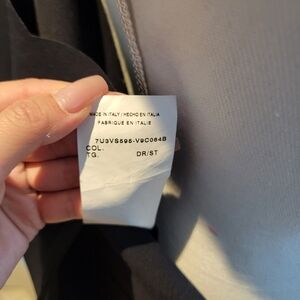 MADE IN ITALY / HECHO EN ITALIA
FABRIQUE EN ITALIE
7U3VS595-V9C064B
COL.
TG. DR/ST